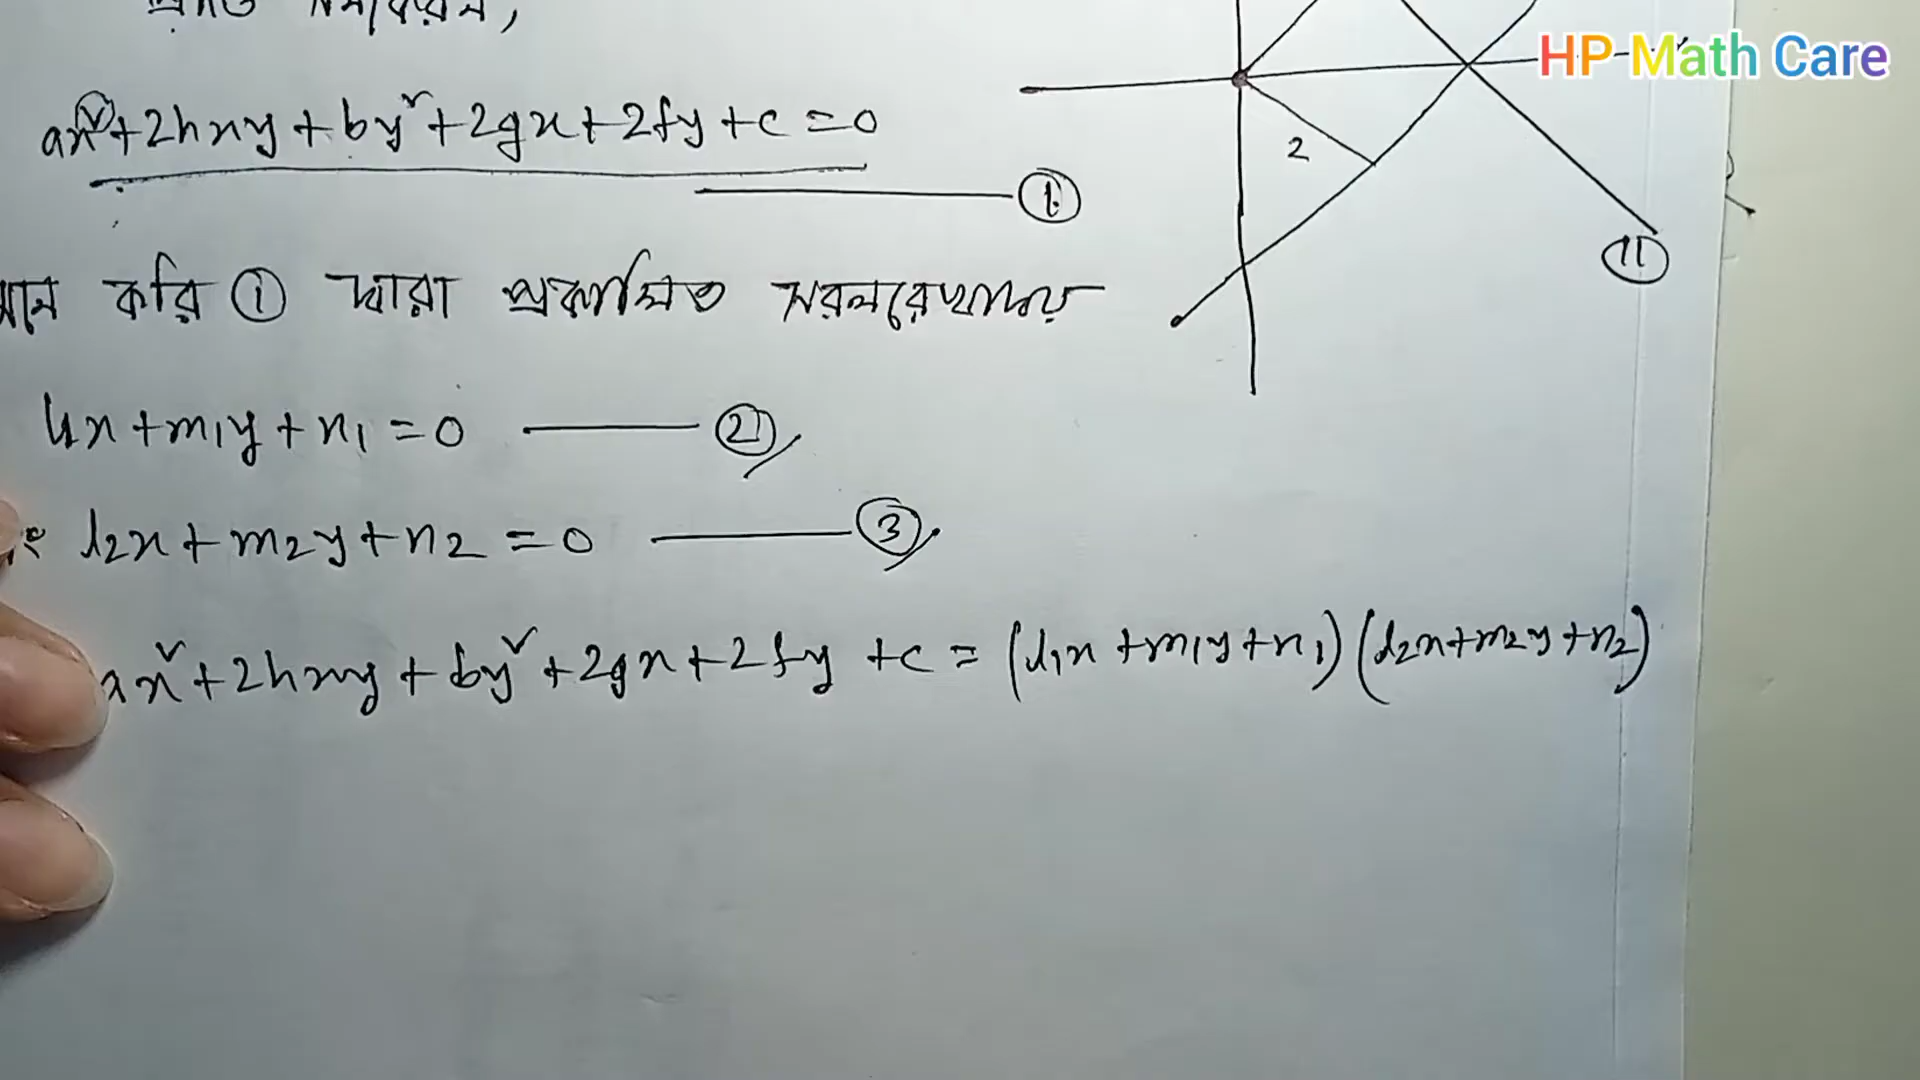 HP Math Care
ax²+2hxy+by²+2gx+2fy+c=0
①
2
11
মনে করি ① দ্বারা প্রকাশিত সরলরেখাদ্বয়
l₁x+m₁y+n₁=0 ②
l₂x+m₂y+n₂=0 ③
ax²+2hxy+by²+2gx+2fy+c=(l₁x+m₁y+n₁)(l₂x+m₂y+n₂)